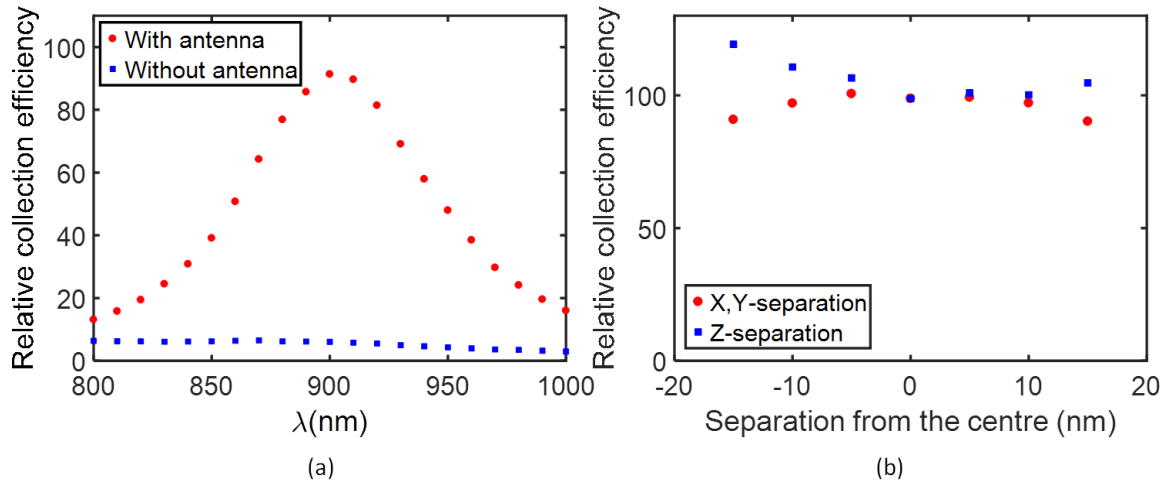 Relative collection efficiency
100
80
60
40
20
0
With antenna
Without antenna
800
850
900
950
1000
λ(nm)
(a)
Relative collection efficiency
100
50
0
X,Y-separation
Z-separation
-20
-10
0
10
20
Separation from the centre (nm)
(b)